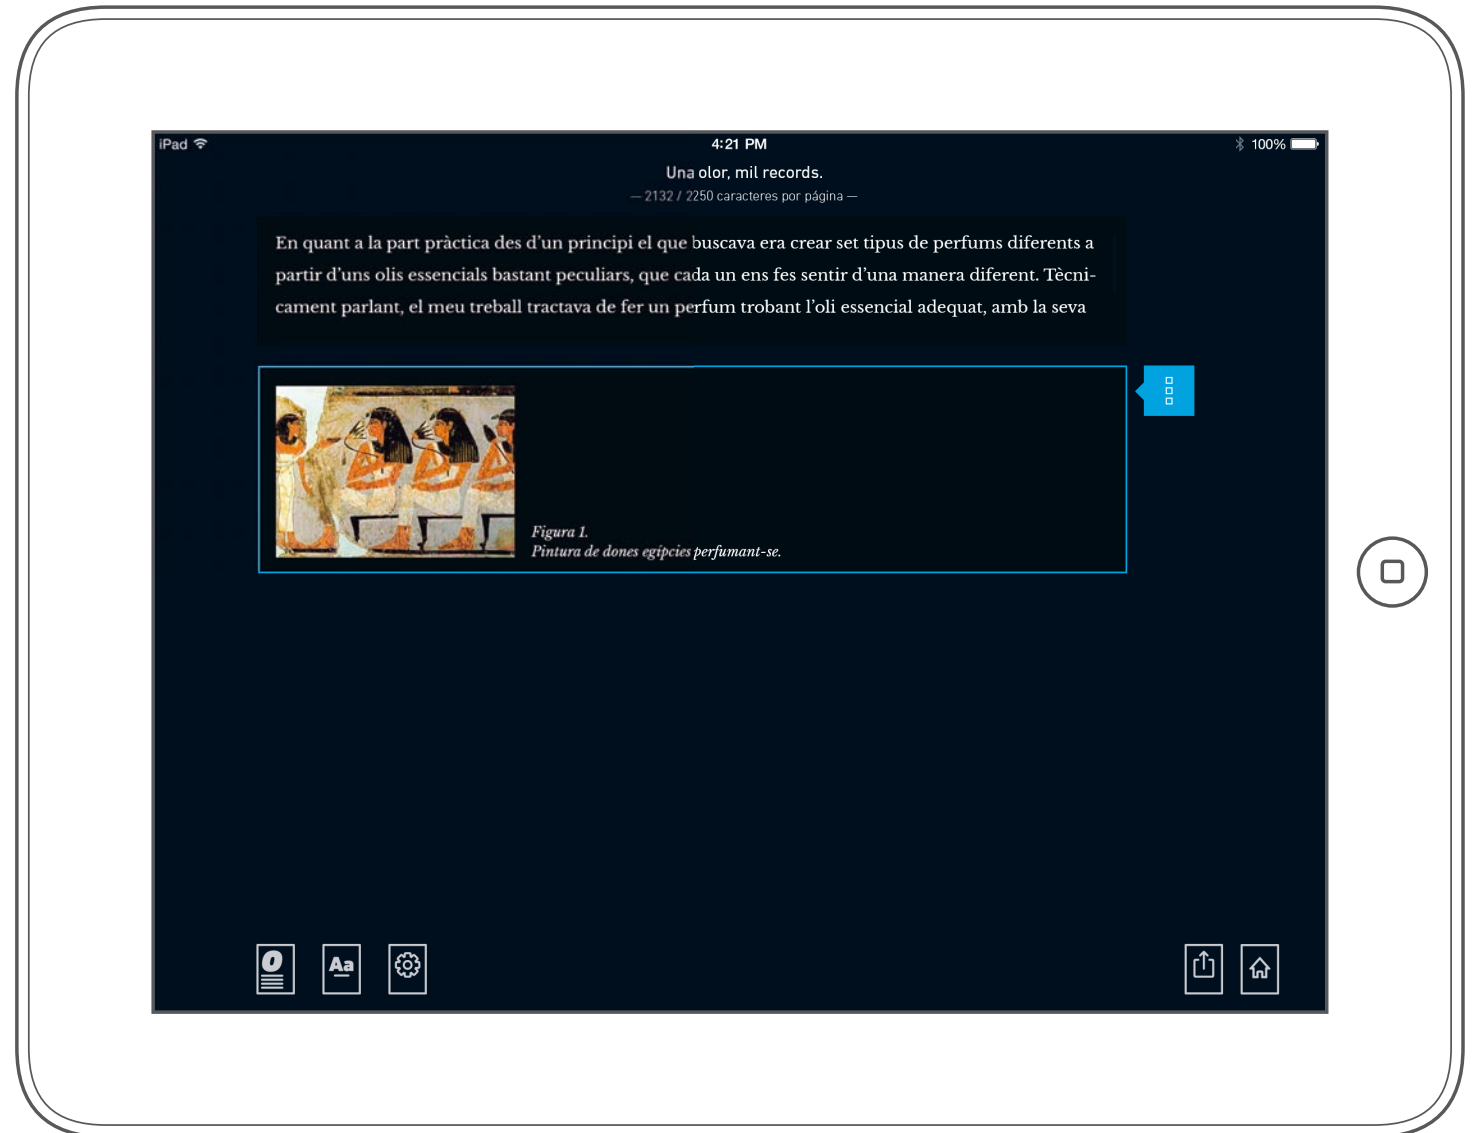 iPad
4:21 PM
100%
Una olor, mil records.
— 2132 / 2250 caracteres por página —
En quant a la part pràctica des d’un principi el que buscava era crear set tipus de perfums diferents a
partir d’uns olis essencials bastant peculiars, que cada un ens fes sentir d’una manera diferent. Tècni-
cament parlant, el meu treball tractava de fer un perfum trobant l’oli essencial adequat, amb la seva
Figura 1.
Pintura de dones egípcies perfumant-se.
O
Aa